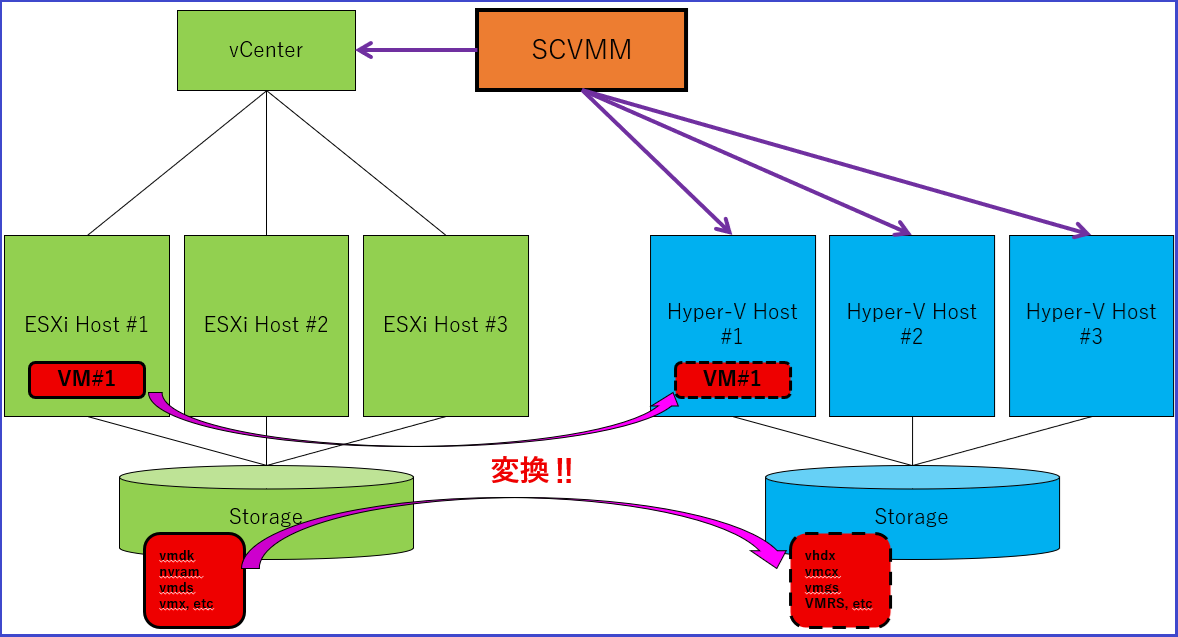 vCenter
SCVMM
ESXi Host #1
ESXi Host #2
ESXi Host #3
Hyper-V Host
#1
Hyper-V Host
#2
Hyper-V Host
#3
VM#1
VM#1
変換!!
Storage
Storage
vmdk
nvram
vmds
vmx, etc
vhdx
vmcx
vmgs
VMRS, etc